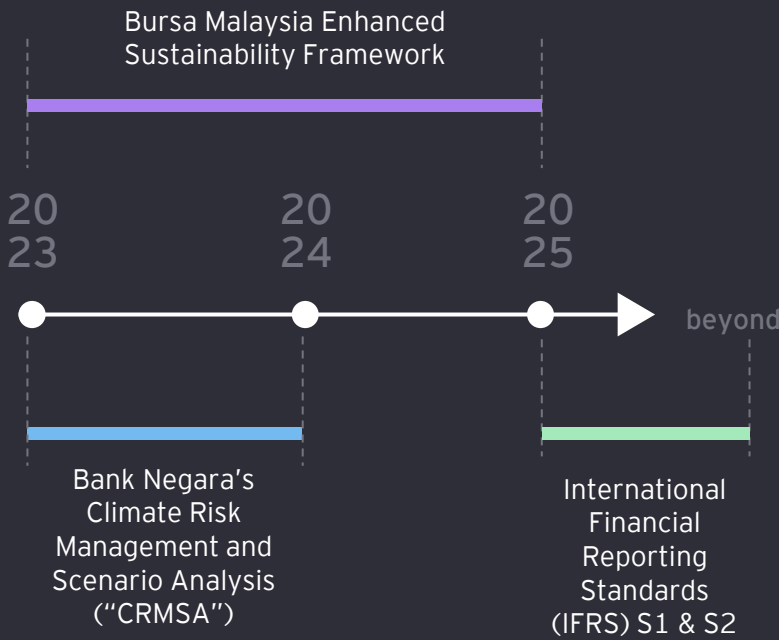 Bursa Malaysia Enhanced
Sustainability Framework
20
23
20
24
20
25
beyond
Bank Negara’s
Climate Risk
Management and
Scenario Analysis
(“CRMSA”)
International
Financial
Reporting
Standards
(IFRS) S1 & S2